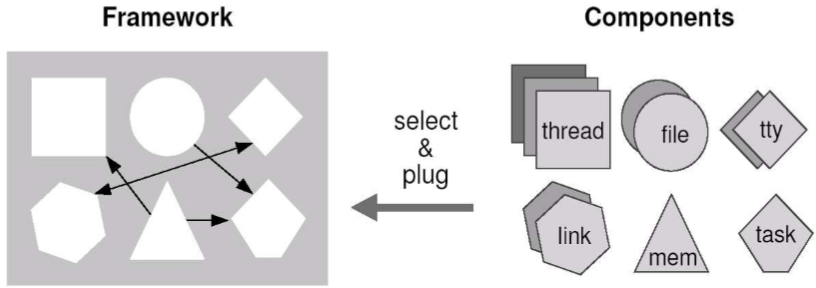 Framework
Components
select
&
plug
thread
file
tty
link
mem
task